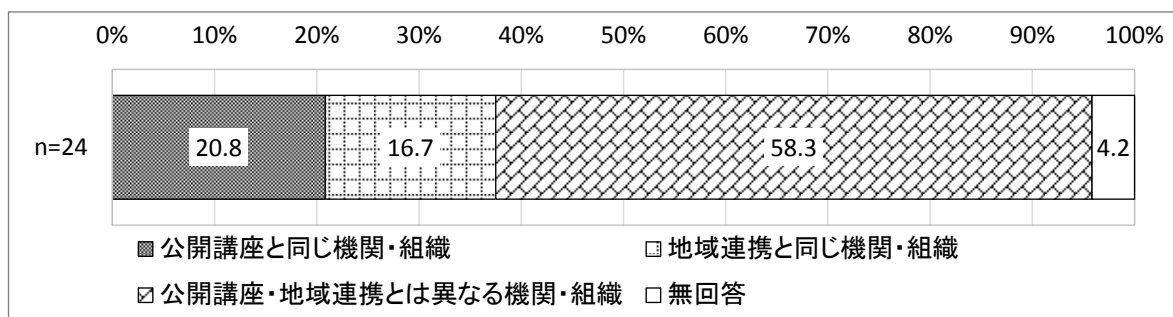 0% 10% 20% 30% 40% 50% 60% 70% 80% 90% 100%
n=24 20.8 16.7 58.3 4.2
公開講座と同じ機関・組織 地域連携と同じ機関・組織
公開講座・地域連携とは異なる機関・組織 無回答